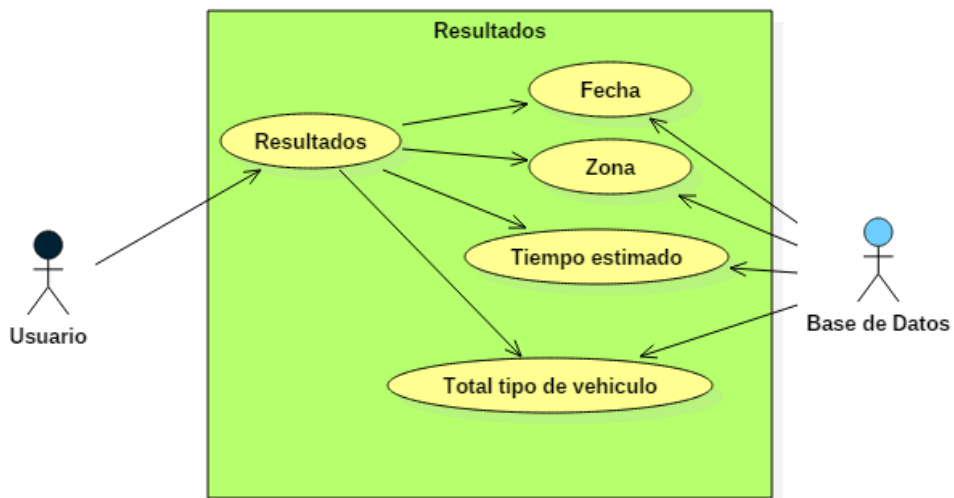 Resultados
Fecha
Resultados
Zona
Tiempo estimado
Usuario
Base de Datos
Total tipo de vehiculo